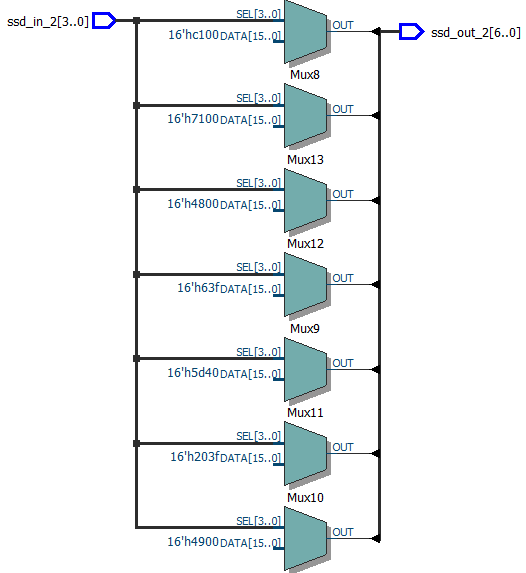 ssd_in_2[3..0]
SEL[3..0]
16'hc100 DATA[15..0]
OUT
ssd_out_2[6..0]
Mux8
SEL[3..0]
16'h7100 DATA[15..0]
OUT
Mux13
SEL[3..0]
16'h4800 DATA[15..0]
OUT
Mux12
SEL[3..0]
16'h63f DATA[15..0]
OUT
Mux9
SEL[3..0]
16'h5d40 DATA[15..0]
OUT
Mux11
SEL[3..0]
16'h203f DATA[15..0]
OUT
Mux10
SEL[3..0]
16'h4900 DATA[15..0]
OUT